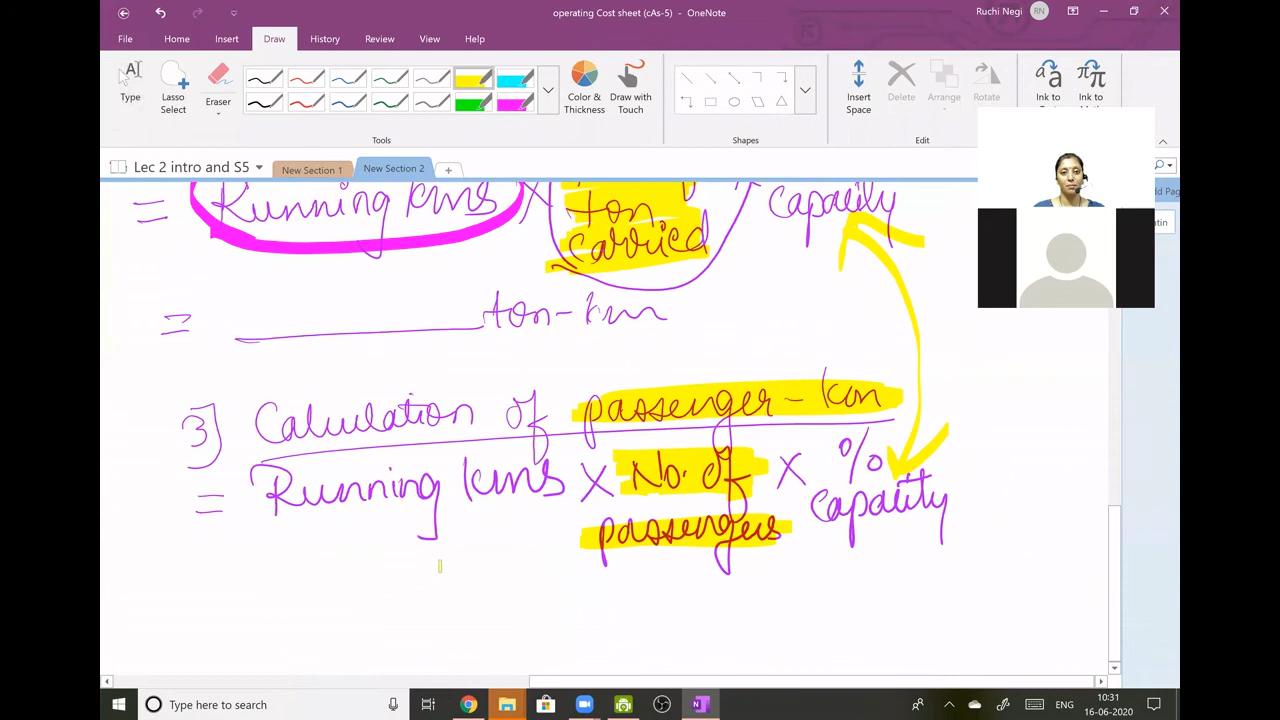 operating Cost sheet (cAs-5) - OneNote
Ruchi Negi RN
File Home Insert Draw History Review View Help
Type
Lasso Select
Eraser
Color & Thickness
Draw with Touch
Insert Space
Delete
Arrange
Rotate
Ink to
Ink to
Tools
Shapes
Edit
Lec 2 intro and S5
New Section 1
New Section 2
= Running kms X ton carried capacity
= ton-km
3] Calculation of passenger-km
= Running kms X No. of passengers X % capacity
Type here to search
ENG
10:31
16-06-2020